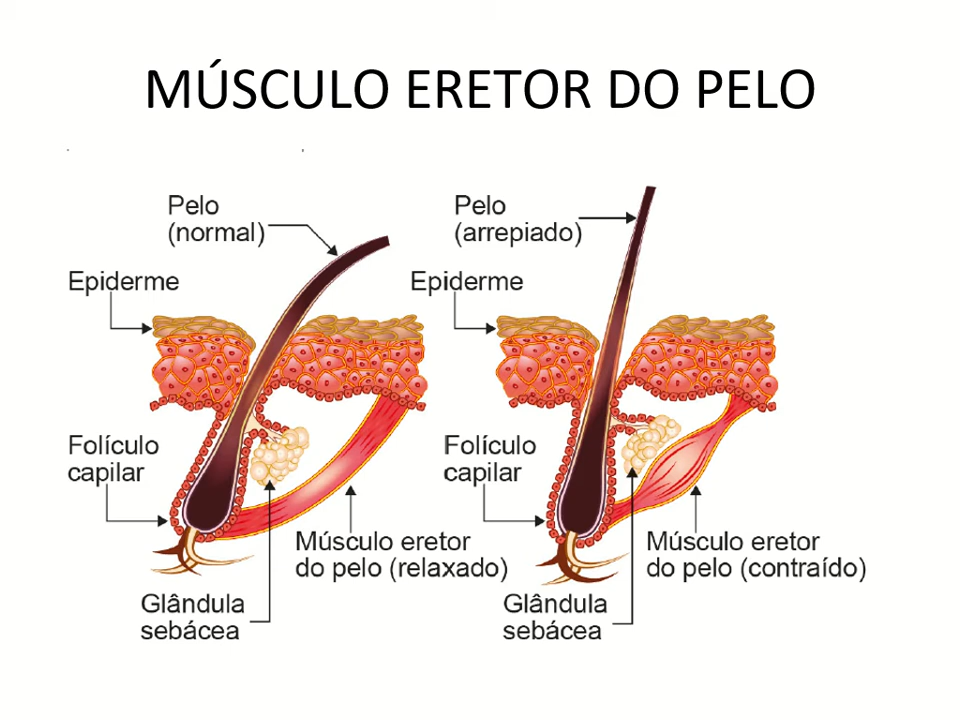 MÚSCULO ERETOR DO PELO
Pelo
(normal)
Pelo
(arrepiado)
Epiderme
Epiderme
Folículo
capilar
Folículo
capilar
Músculo eretor
do pelo (relaxado)
Músculo eretor
do pelo (contraído)
Glândula
sebácea
Glândula
sebácea